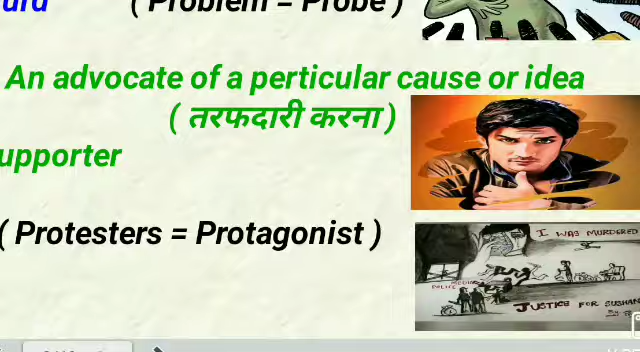 ( Problem = Probe )
An advocate of a perticular cause or idea
( तरफदारी करना )
upporter
( Protesters = Protagonist )
I WAS MURDERED
POLICE MEDIA
JUSTICE FOR SUSHAN